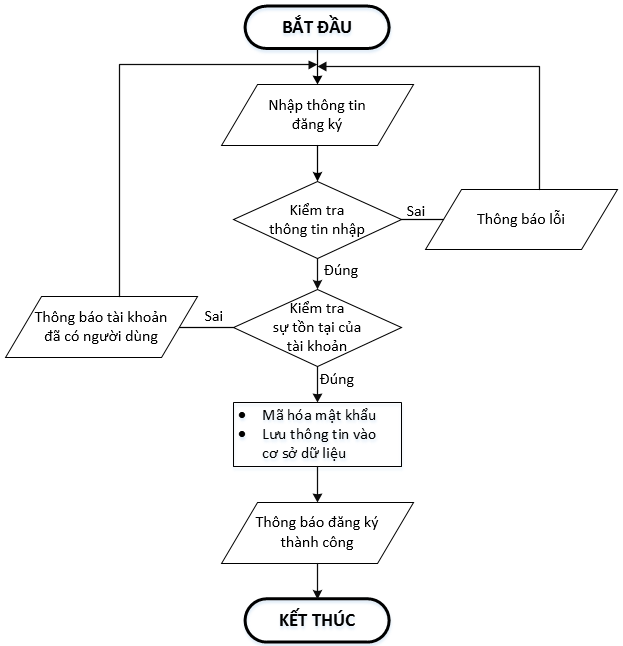 BẮT ĐẦU
Nhập thông tin
đăng ký
Kiểm tra
thông tin nhập
Sai
Thông báo lỗi
Đúng
Kiểm tra
sự tồn tại của
tài khoản
Sai
Thông báo tài khoản
đã có người dùng
Đúng
• Mã hóa mật khẩu
• Lưu thông tin vào
cơ sở dữ liệu
Thông báo đăng ký
thành công
KẾT THÚC